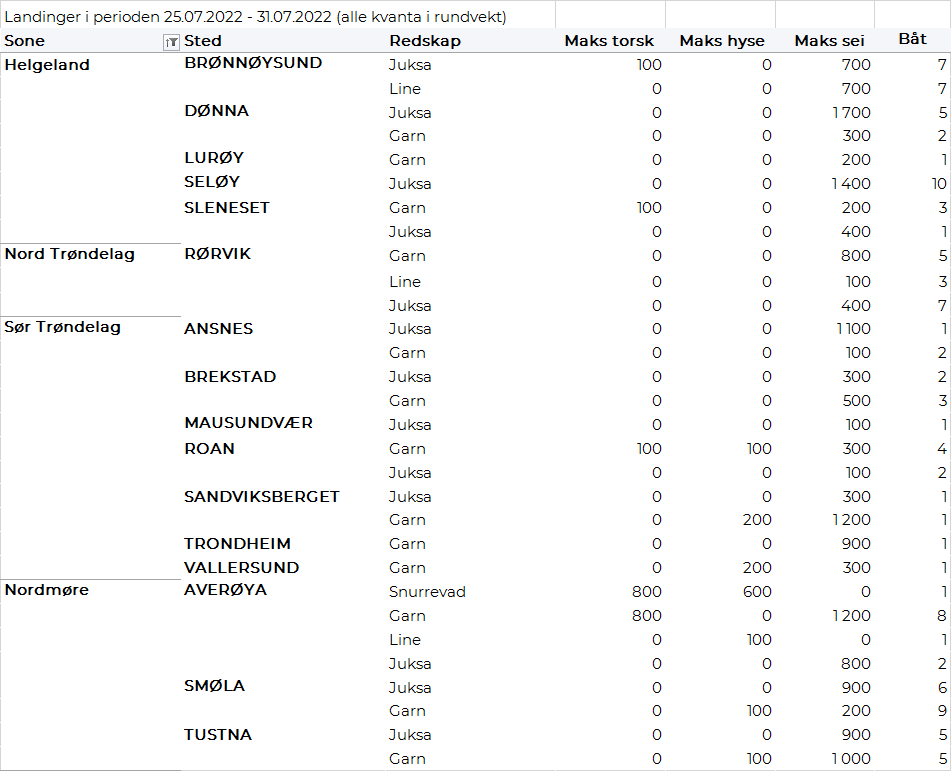 Landinger i perioden 25.07.2022 - 31.07.2022 (alle kvanta i rundvekt)
Sone Sted Redskap Maks torsk Maks hyse Maks sei Båt
Helgeland BRØNNØYSUND Juksa 100 0 700 7
Line 0 0 700 7
DØNNA Juksa 0 0 1 700 5
Garn 0 0 300 2
LURØY Garn 0 0 200 1
SELØY Juksa 0 0 1 400 10
SLENESET Garn 100 0 200 3
Juksa 0 0 400 1
Nord Trøndelag RØRVIK Garn 0 0 800 5
Line 0 0 100 3
Juksa 0 0 400 7
Sør Trøndelag ANSNES Juksa 0 0 1 100 1
Garn 0 0 100 2
BREKSTAD Juksa 0 0 300 2
Garn 0 0 500 3
MAUSUNDVÆR Juksa 0 0 100 1
ROAN Garn 100 100 300 4
Juksa 0 0 100 2
SANDVIKSBERGET Juksa 0 0 300 1
Garn 0 200 1 200 1
TRONDHEIM Garn 0 0 900 1
VALLERSUND Garn 0 200 300 1
Nordmøre AVERØYA Snurrevad 800 600 0 1
Garn 800 0 1 200 8
Line 0 100 0 1
Juksa 0 0 800 2
SMØLA Juksa 0 0 900 6
Garn 0 100 200 9
TUSTNA Juksa 0 0 900 5
Garn 0 100 1 000 5